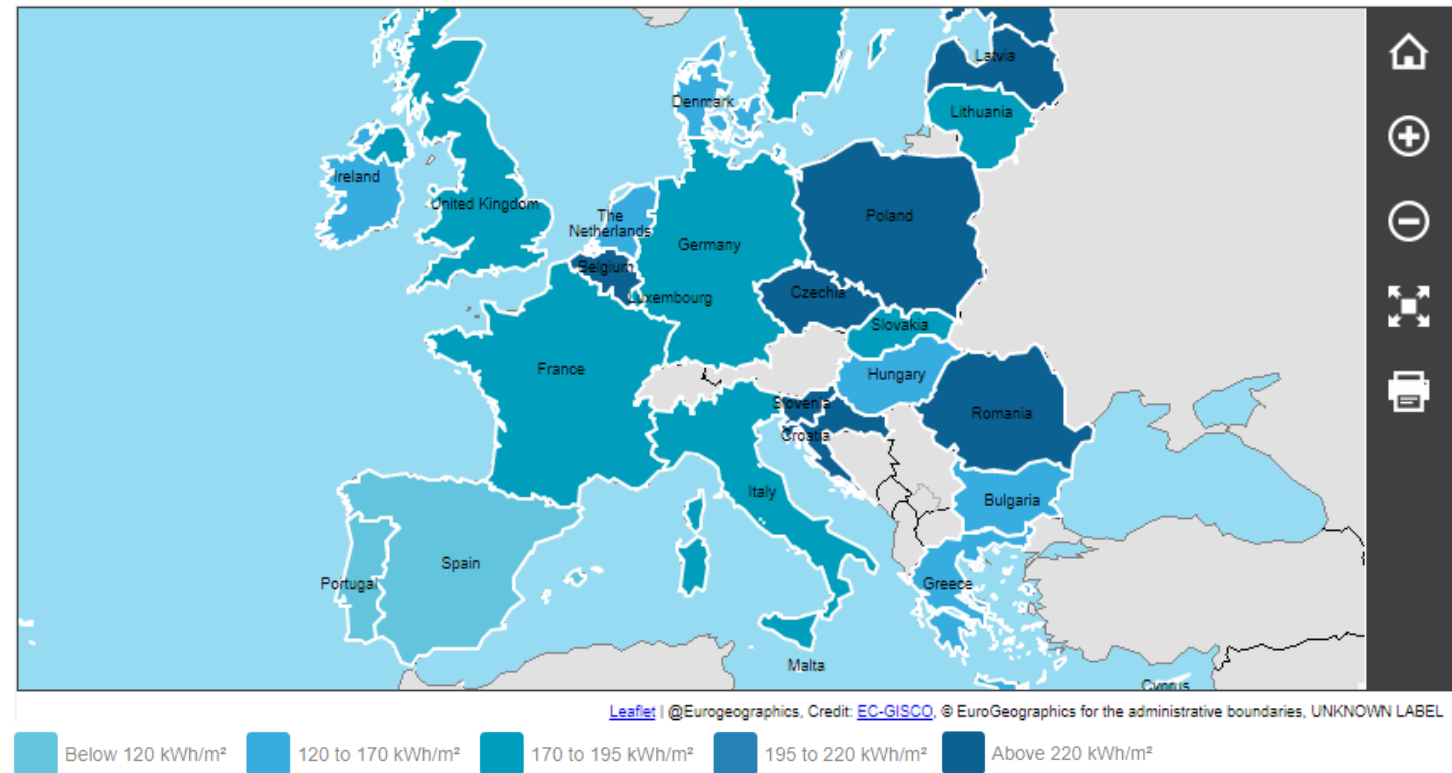 Latvia
Denmark
Lithuania
Ireland
United Kingdom
The
Netherlands
Poland
Germany
Belgium
Czechia
Luxembourg
Slovakia
France
Hungary
Slovenia
Romania
Croatia
Italy
Bulgaria
Spain
Portugal
Greece
Malta
Cyprus
Leaflet | @Eurogeographics, Credit: EC-GISCO, © EuroGeographics for the administrative boundaries, UNKNOWN LABEL
Below 120 kWh/m² 120 to 170 kWh/m² 170 to 195 kWh/m² 195 to 220 kWh/m² Above 220 kWh/m²